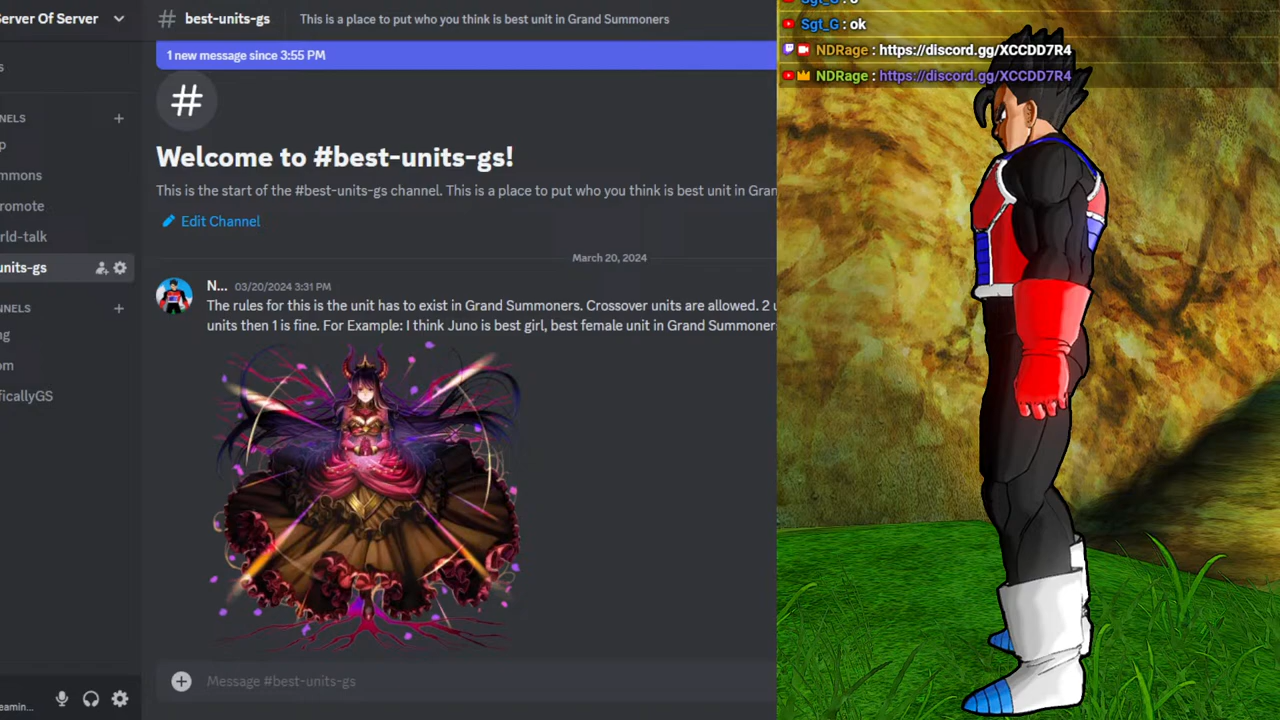 Server Of Server
best-units-gs
This is a place to put who you think is best unit in Grand Summoners
1 new message since 3:55 PM
Welcome to #best-units-gs!
This is the start of the #best-units-gs channel. This is a place to put who you think is best unit in Gran
Edit Channel
NELS
mmons
romote
rld-talk
units-gs
NNELS
ng
om
ficallyGS
March 20, 2024
N... 03/20/2024 3:31 PM
The rules for this is the unit has to exist in Grand Summoners. Crossover units are allowed. 2 u
units then 1 is fine. For Example: I think Juno is best girl, best female unit in Grand Summoners
Message #best-units-gs
eamin...
Sgt_G : ok
NDRage : https://discord.gg/XCCDD7R4
NDRage : https://discord.gg/XCCDD7R4